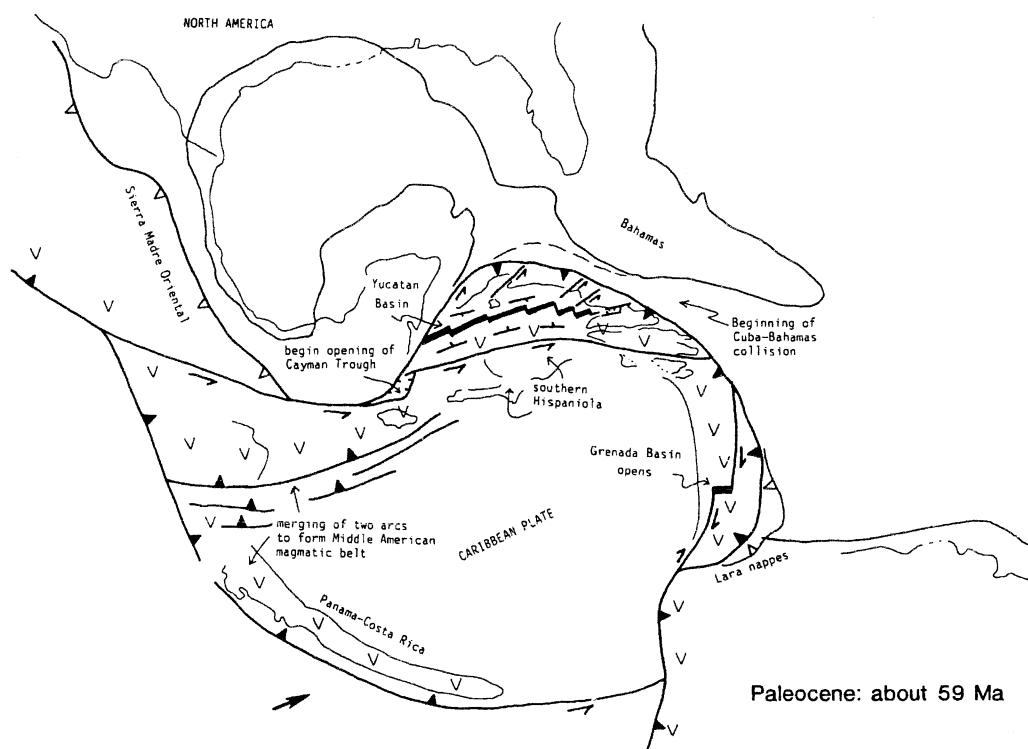 NORTH AMERICA
Sierra Madre Oriental
Bahamas
Yucatan
Basin
Beginning of
Cuba-Bahamas
collision
begin opening of
Cayman Trough
southern
Hispaniola
Grenada Basin
opens
merging of two arcs
to form Middle American
magmatic belt
CARIBBEAN PLATE
Lara nappes
Panama-Costa Rica
Paleocene: about 59 Ma